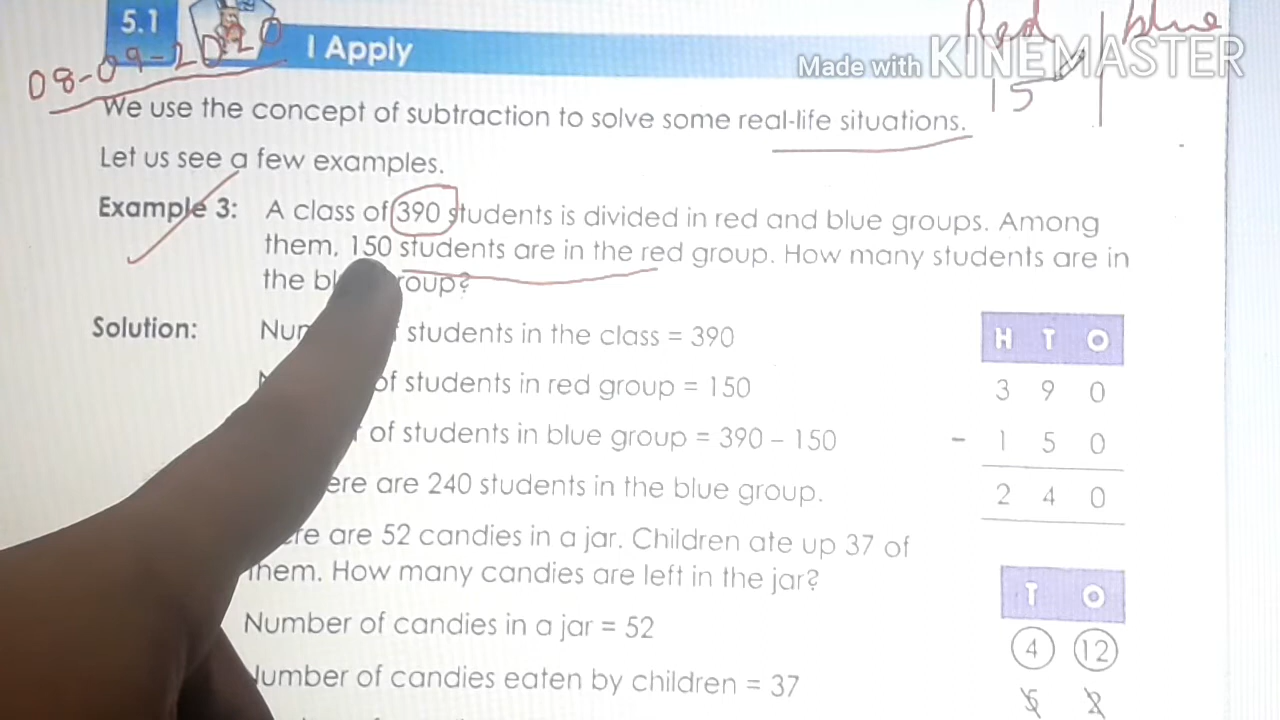 5.1
Red | blue
08-09-2020
I Apply
Made with KINEMASTER
15
We use the concept of subtraction to solve some real-life situations.
Let us see a few examples.
Example 3: A class of 390 students is divided in red and blue groups. Among
them, 150 students are in the red group. How many students are in
the group?
Solution: students in the class = 390
H T O
of students in red group = 150
3 9 0
of students in blue group = 390 – 150
- 1 5 0
are 240 students in the blue group.
2 4 0
are 52 candies in a jar. Children ate up 37 of
them. How many candies are left in the jar?
T O
Number of candies in a jar = 52
4 12
Number of candies eaten by children = 37
5 2